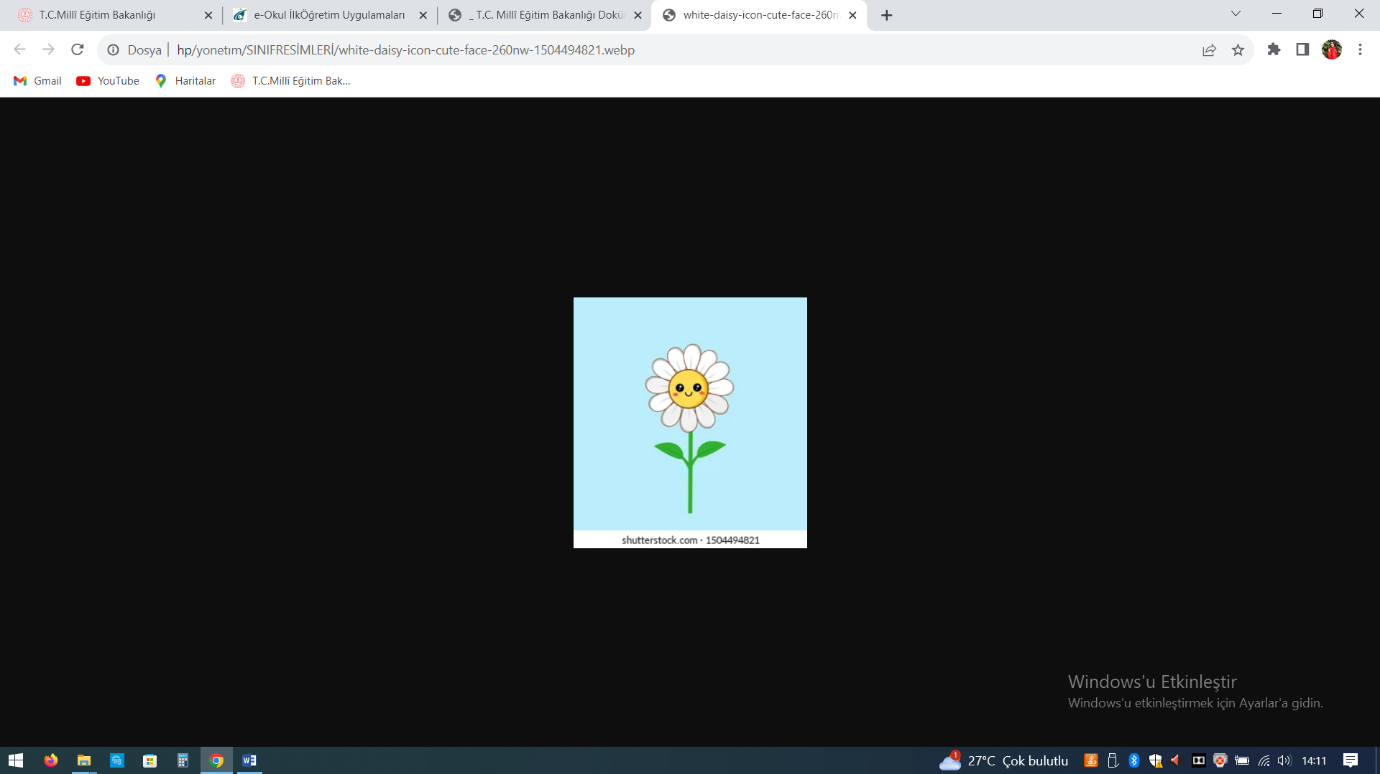 T.C.Millî Eğitim Bakanlığı
e-Okul İlkÖğretim Uygulamaları
_ T.C. Millî Eğitim Bakanlığı Dokü
white-daisy-icon-cute-face-260n
Dosya | hp/yonetım/SINIFRESİMLERİ/white-daisy-icon-cute-face-260nw-1504494821.webp
Gmail
YouTube
Haritalar
T.C.Millî Eğitim Bak...
shutterstock.com · 1504494821
Windows'u Etkinleştir
Windows'u etkinleştirmek için Ayarlar'a gidin.
27°C Çok bulutlu
14:11